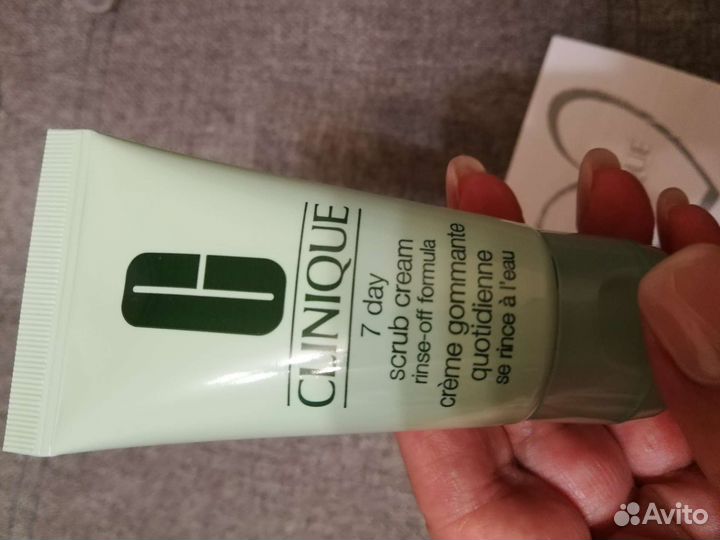 CLINIQUE
7 day
scrub cream
rinse-off formula
crème gommante
quotidienne
se rince à l'eau
Avito